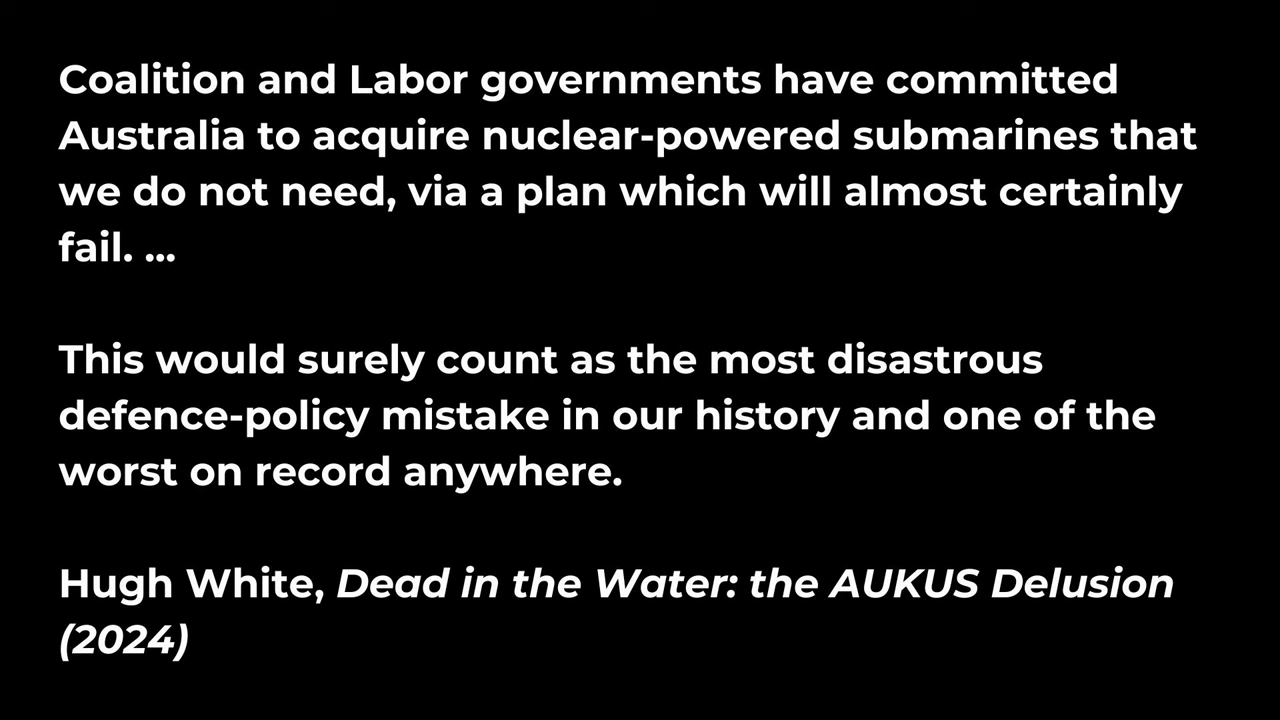 Coalition and Labor governments have committed
Australia to acquire nuclear-powered submarines that
we do not need, via a plan which will almost certainly
fail. ...
This would surely count as the most disastrous
defence-policy mistake in our history and one of the
worst on record anywhere.
Hugh White, Dead in the Water: the AUKUS Delusion
(2024)